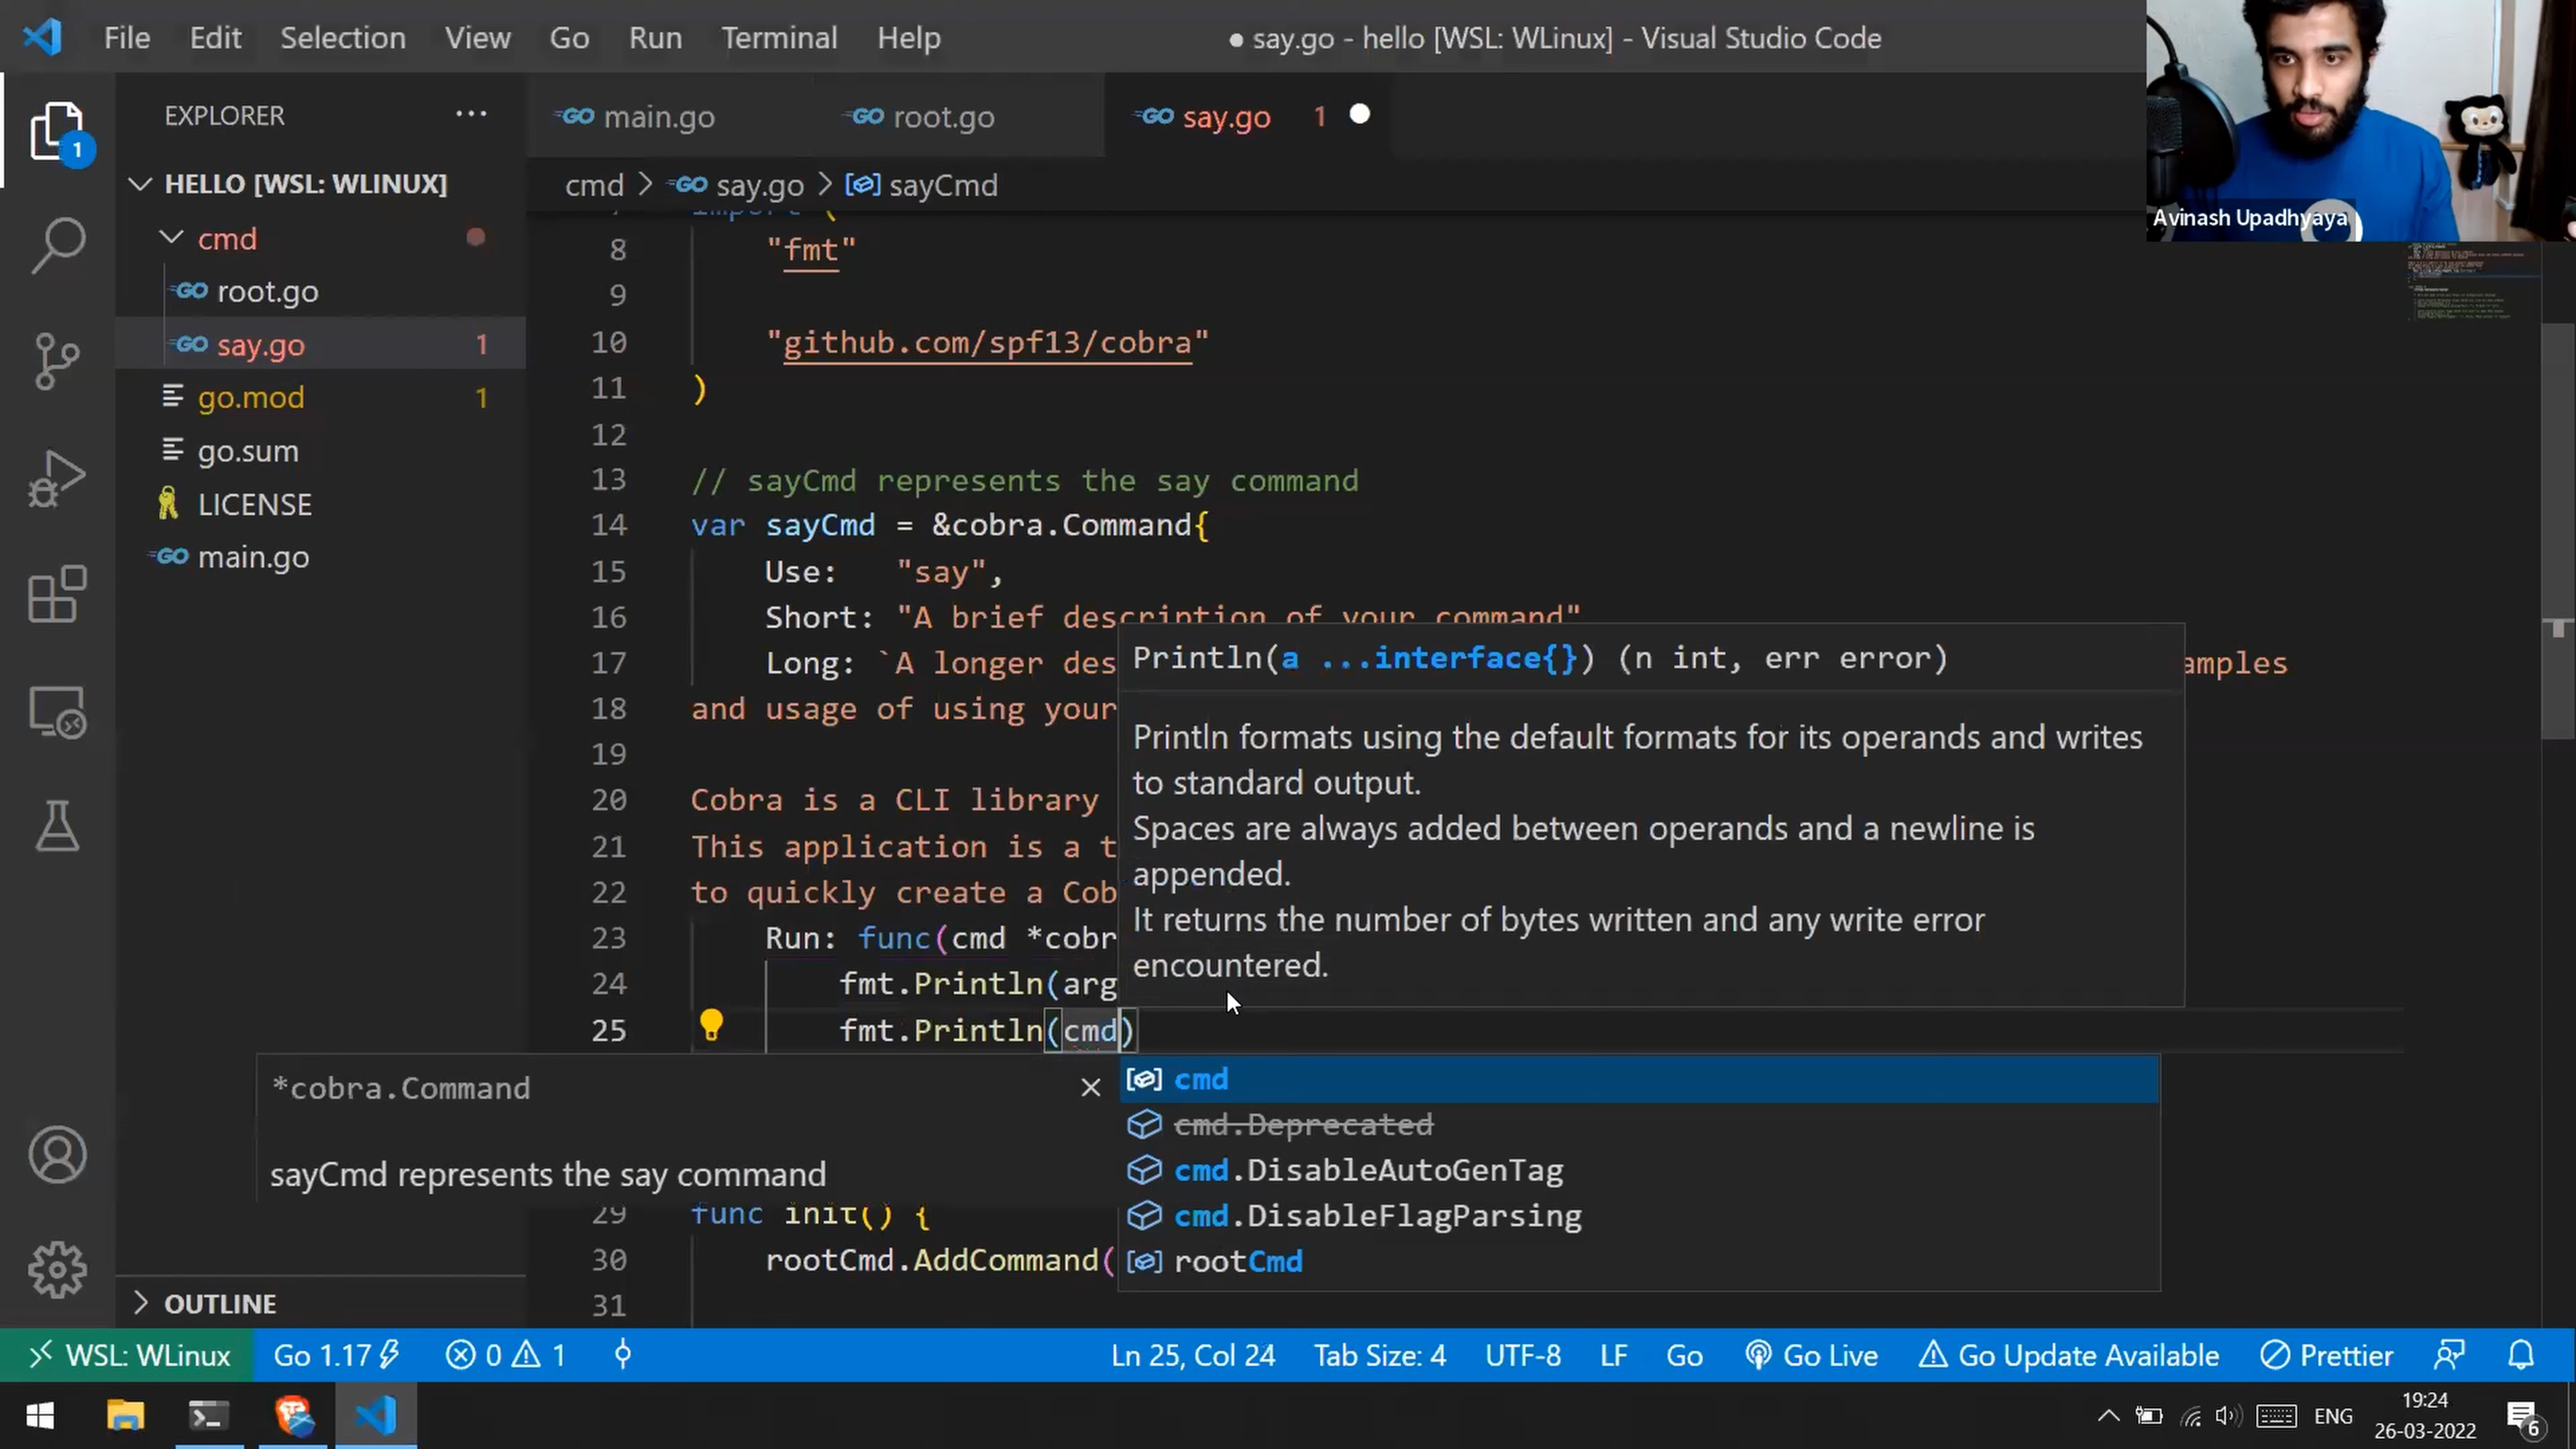 File Edit Selection View Go Run Terminal Help
● say.go - hello [WSL: WLinux] - Visual Studio Code
Avinash Upadhyaya
EXPLORER ...
1
HELLO [WSL: WLINUX]
cmd
root.go
say.go 1
go.mod 1
go.sum
LICENSE
main.go
OUTLINE
main.go root.go say.go 1
cmd > say.go > sayCmd
import (
8 "fmt"
9
10 "github.com/spf13/cobra"
11 )
12
13 // sayCmd represents the say command
14 var sayCmd = &cobra.Command{
15 Use: "say",
16 Short: "A brief description of your command"
17 Long: `A longer des
amples
18 and usage of using your
19
20 Cobra is a CLI library
21 This application is a t
22 to quickly create a Cob
23 Run: func(cmd *cobr
24 fmt.Println(arg
25 fmt.Println(cmd)
29 func init() {
30 rootCmd.AddCommand(
31
Println(a ...interface{}) (n int, err error)
Println formats using the default formats for its operands and writes
to standard output.
Spaces are always added between operands and a newline is
appended.
It returns the number of bytes written and any write error
encountered.
*cobra.Command
sayCmd represents the say command
cmd
cmd.Deprecated
cmd.DisableAutoGenTag
cmd.DisableFlagParsing
rootCmd
WSL: WLinux Go 1.17 0 1 Ln 25, Col 24 Tab Size: 4 UTF-8 LF Go Go Live Go Update Available Prettier
ENG
19:24
26-03-2022
6